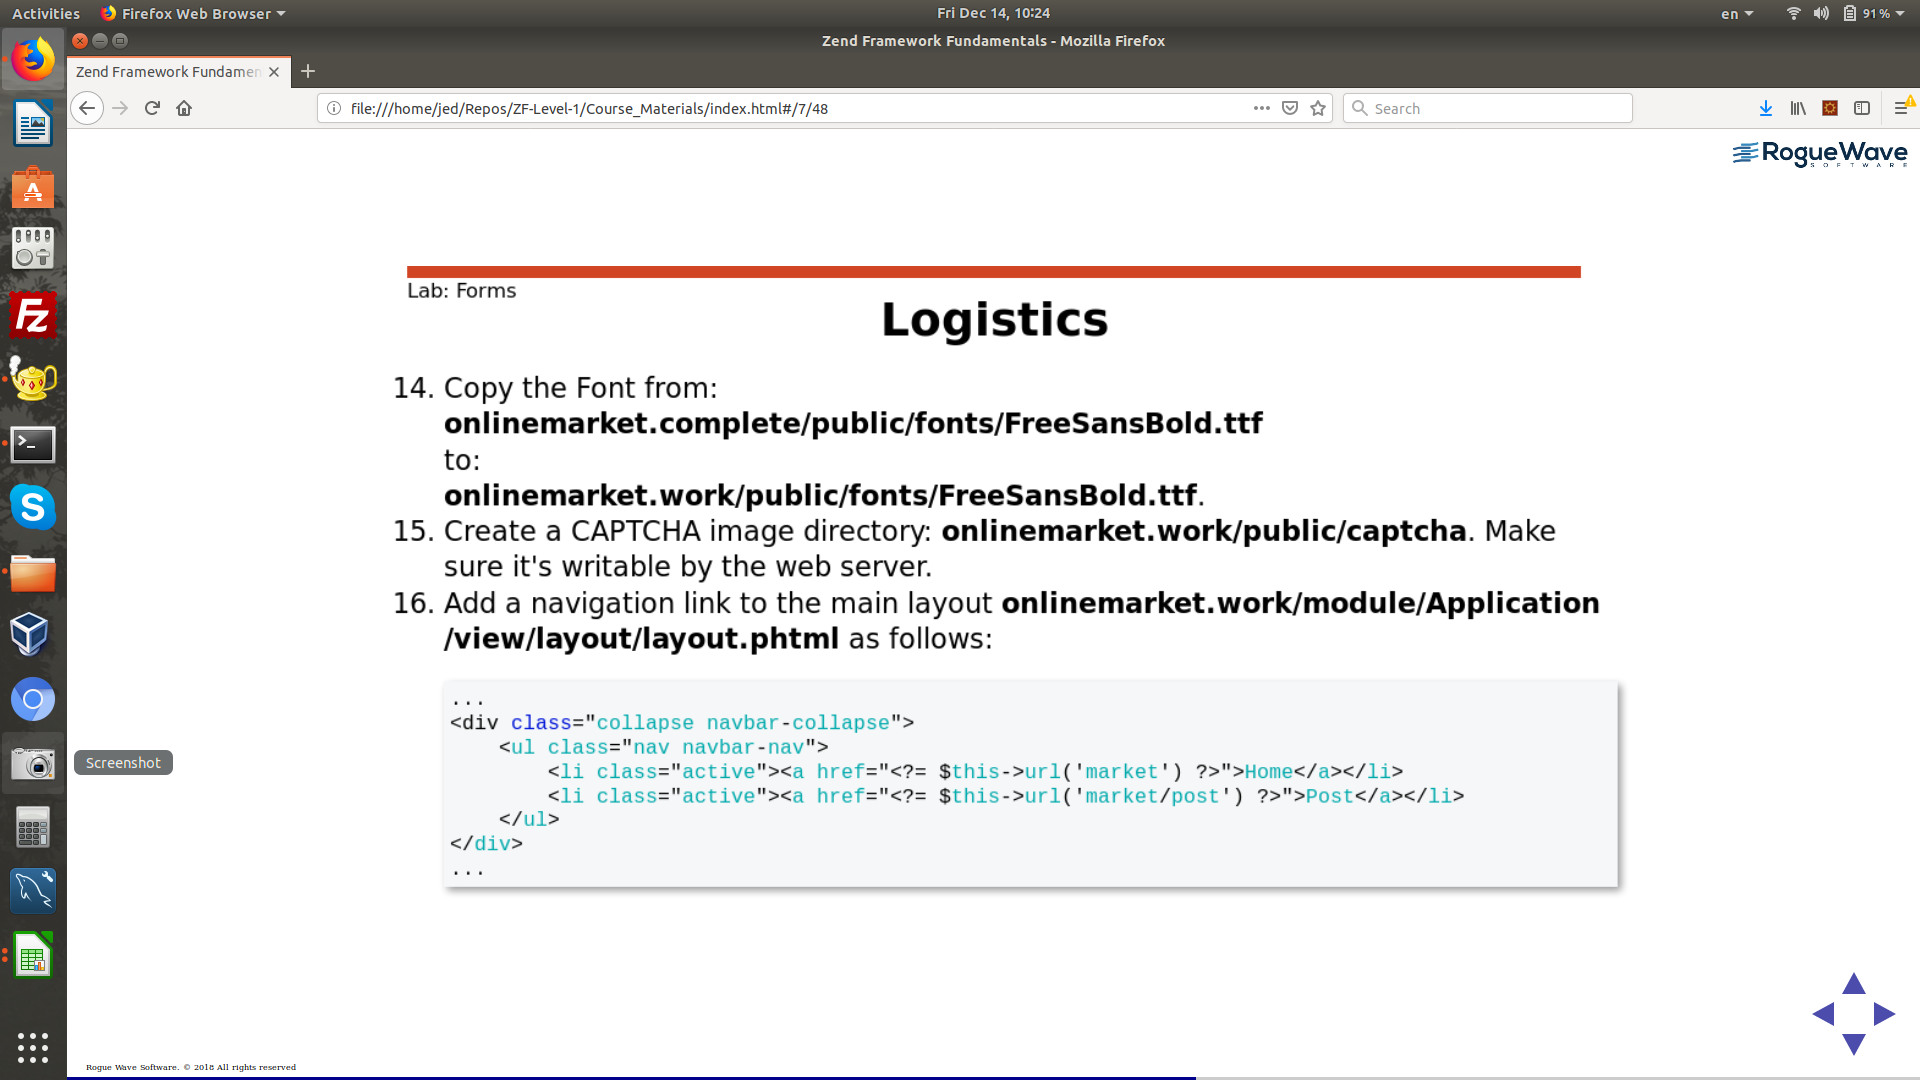 Activities Firefox Web Browser Fri Dec 14, 10:24 en 91%
Zend Framework Fundamentals - Mozilla Firefox
Zend Framework Fundamen
file:///home/jed/Repos/ZF-Level-1/Course_Materials/index.html#/7/48 Search
RogueWave
SOFTWARE
Lab: Forms
Logistics
14. Copy the Font from:
onlinemarket.complete/public/fonts/FreeSansBold.ttf
to:
onlinemarket.work/public/fonts/FreeSansBold.ttf.
15. Create a CAPTCHA image directory: onlinemarket.work/public/captcha. Make
sure it's writable by the web server.
16. Add a navigation link to the main layout onlinemarket.work/module/Application
/view/layout/layout.phtml as follows:
...
<div class="collapse navbar-collapse">
    <ul class="nav navbar-nav">
        <li class="active"><a href="<?= $this->url('market') ?>">Home</a></li>
        <li class="active"><a href="<?= $this->url('market/post') ?>">Post</a></li>
    </ul>
</div>
...
Screenshot
Rogue Wave Software. © 2018 All rights reserved